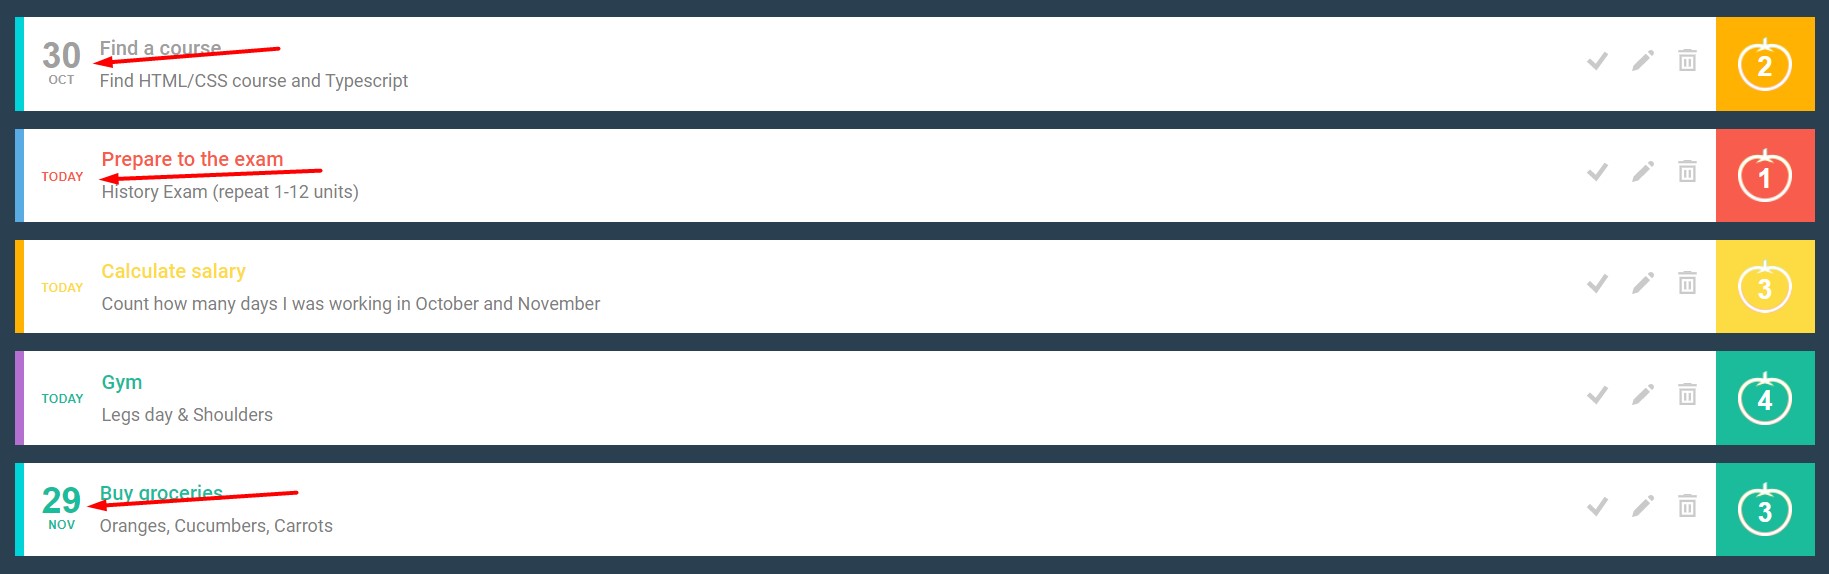 30
OCT
Find a course
Find HTML/CSS course and Typescript
2
TODAY
Prepare to the exam
History Exam (repeat 1-12 units)
1
TODAY
Calculate salary
Count how many days I was working in October and November
3
TODAY
Gym
Legs day & Shoulders
4
29
NOV
Buy groceries
Oranges, Cucumbers, Carrots
3